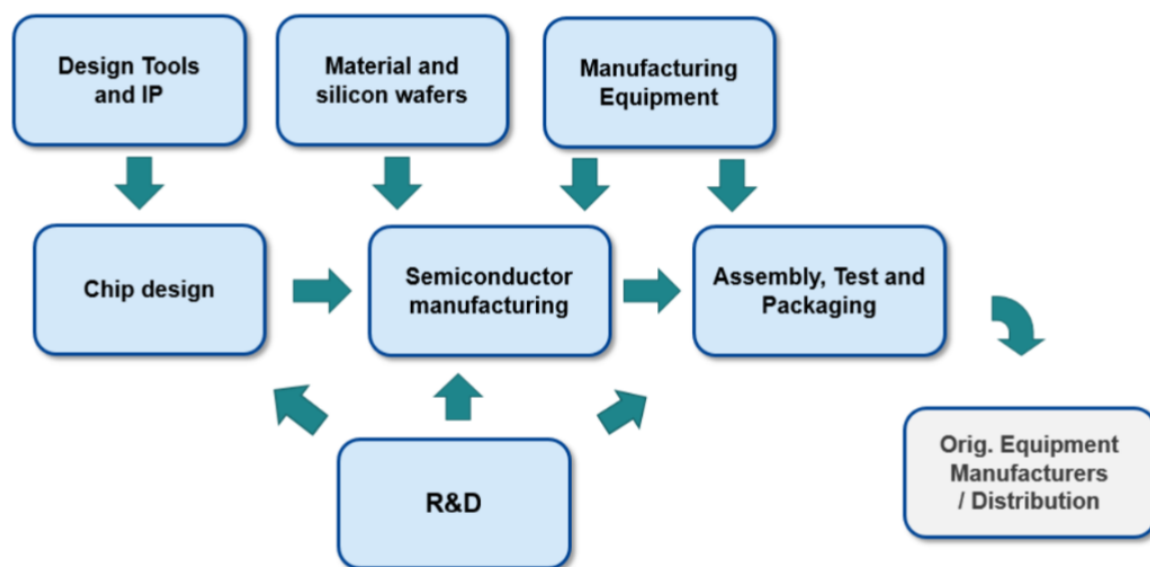 Design Tools
and IP
Material and
silicon wafers
Manufacturing
Equipment
Chip design
Semiconductor
manufacturing
Assembly, Test and
Packaging
R&D
Orig. Equipment
Manufacturers
/ Distribution